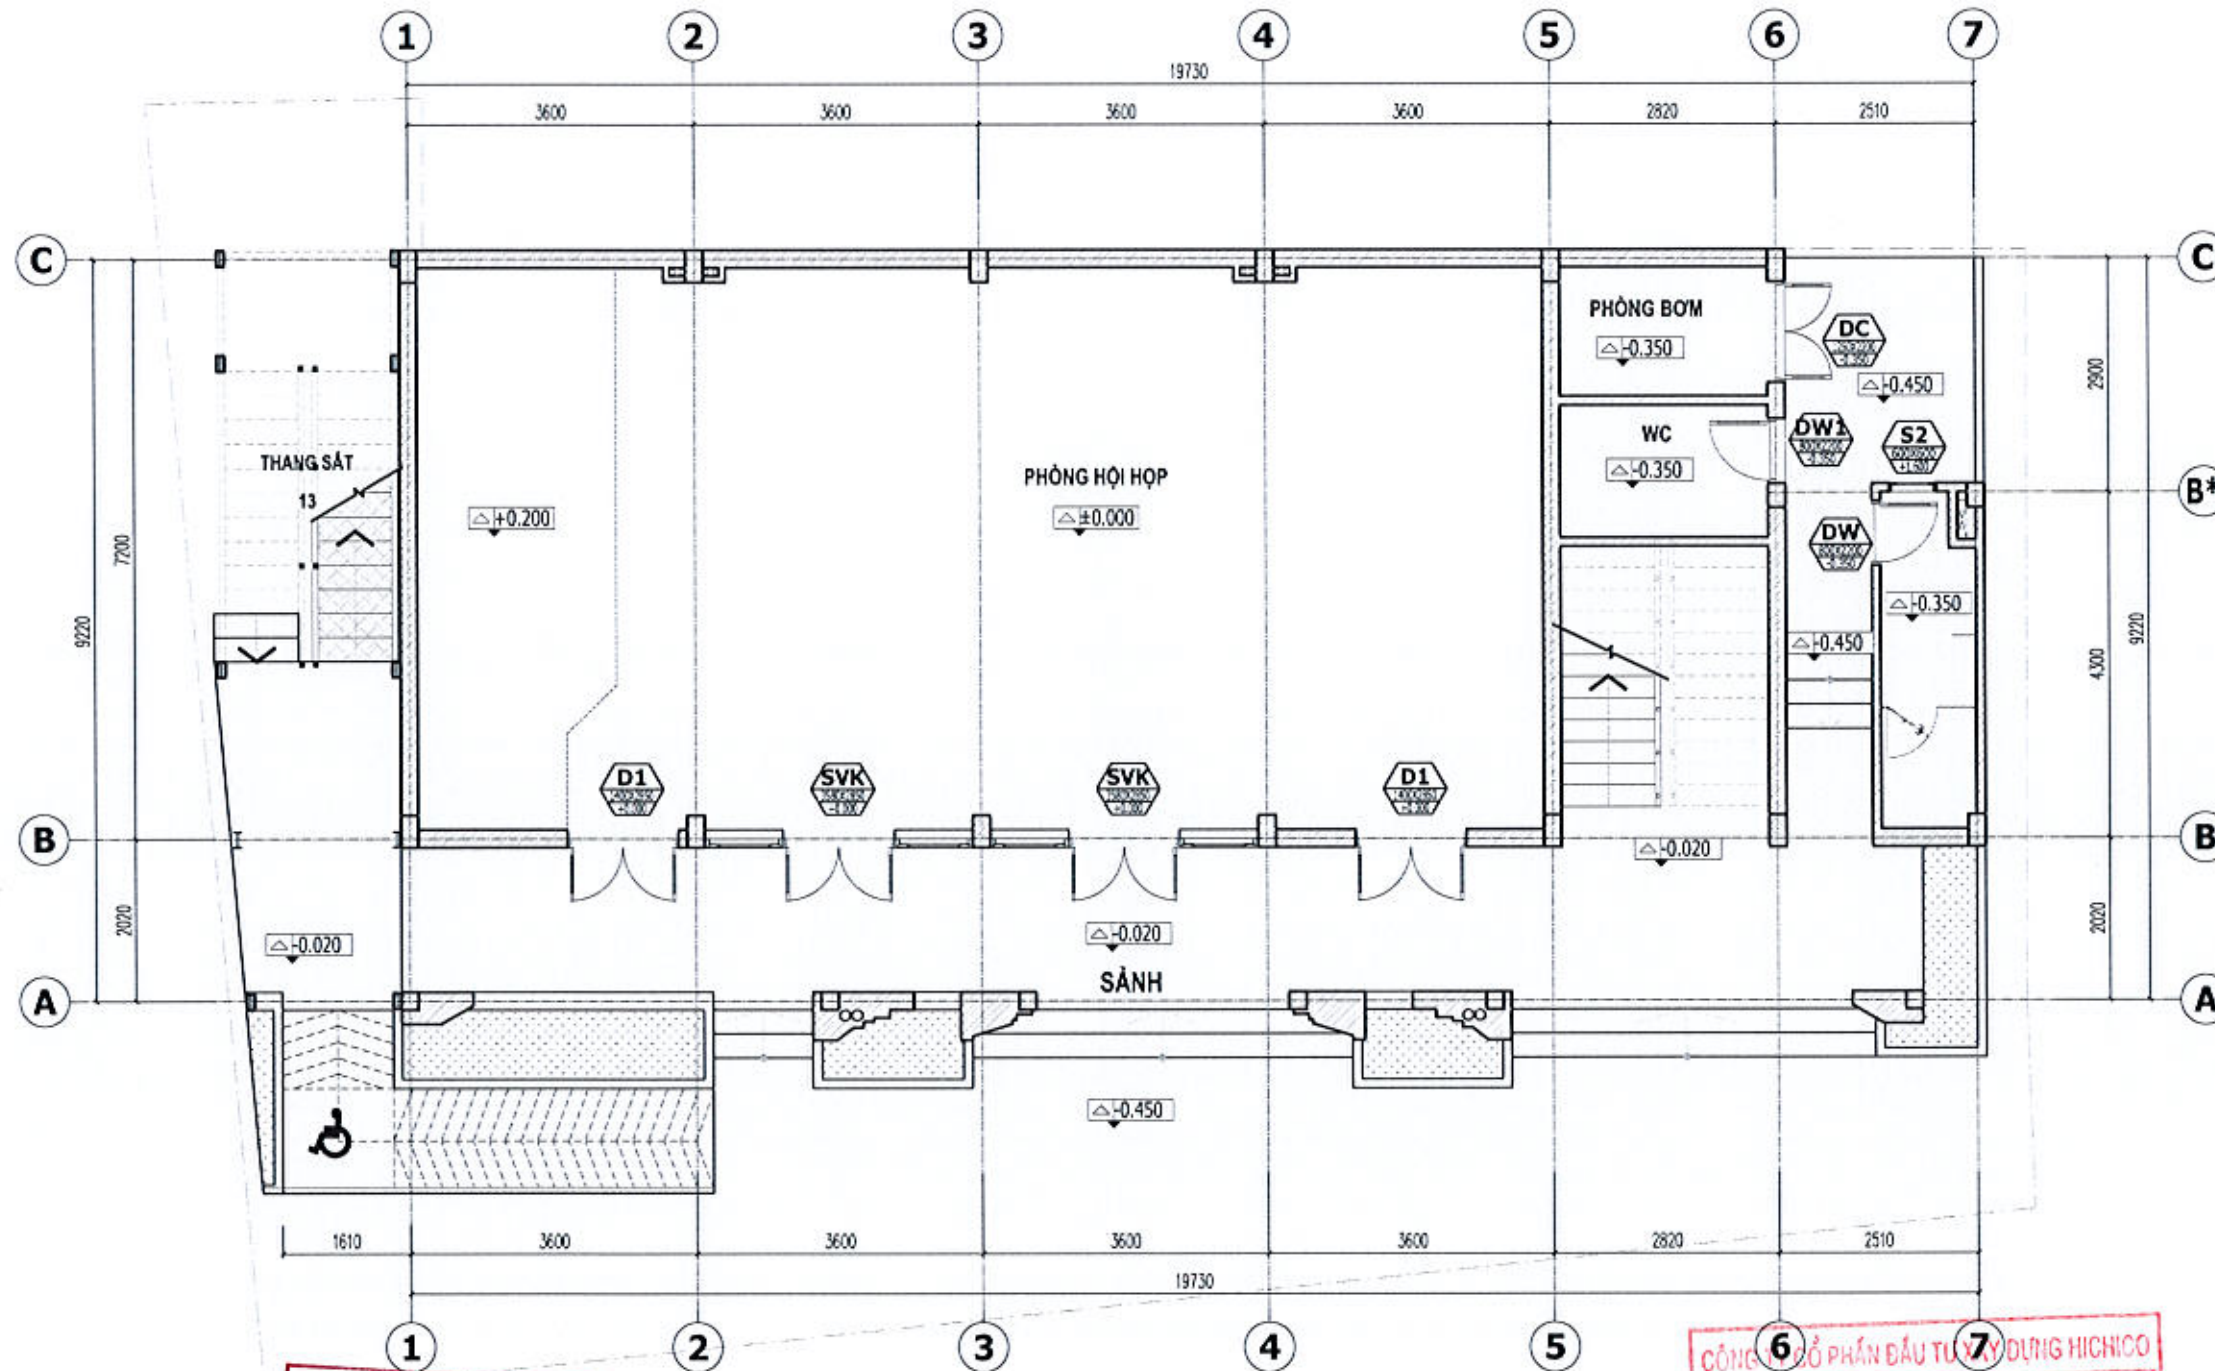 1 2 3 4 5 6 7
19730
3600 3600 3600 3600 2820 2510
C C
PHÒNG BƠM
-0.350
DC
-0.450
2900
WC
-0.350
DW1
S2
THANG SẮT
13
PHÒNG HỘI HỌP
+0.200
±0.000
B*
7200
DW
-0.350
9220
-0.450
4300
9220
D1 SVK SVK D1
B B
-0.020
2020
-0.020
-0.020
2020
SẢNH
A A
-0.450
1610 3600 3600 3600 3600 2820 2510
19730
1 2 3 4 5 6 7
CÔNG TY CỔ PHẦN ĐẦU TƯ XÂY DỰNG HICHICO